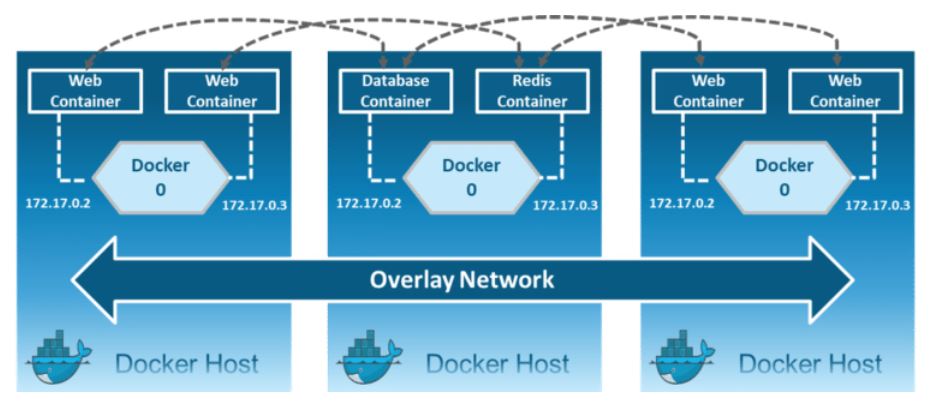 Web
Container
Web
Container
Docker
0
172.17.0.2
172.17.0.3
Database
Container
Redis
Container
Docker
0
172.17.0.2
172.17.0.3
Web
Container
Web
Container
Docker
0
172.17.0.2
172.17.0.3
Overlay Network
Docker Host
Docker Host
Docker Host